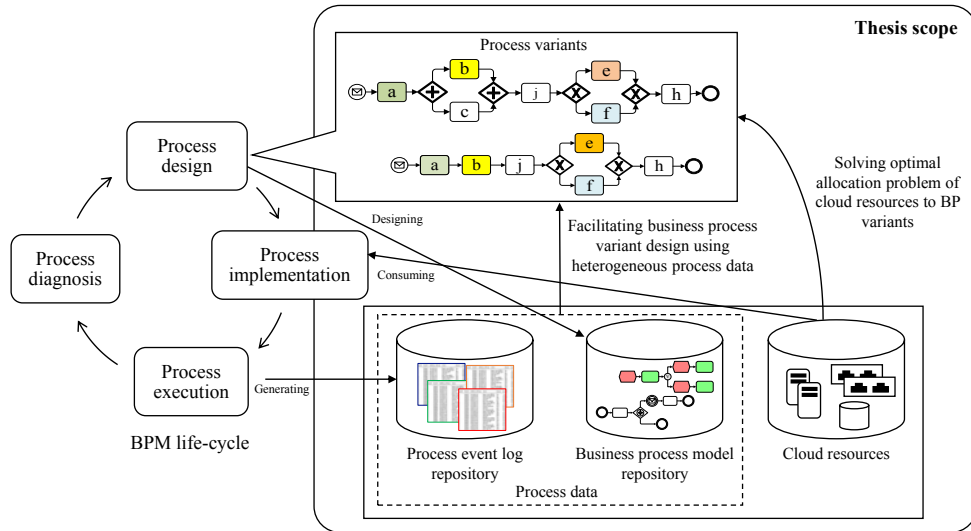 Thesis scope
Process variants
b
e
a
j
h
c
f
e
a
b
j
h
f
Process
design
Process
diagnosis
Process
implementation
Process
execution
BPM life-cycle
Designing
Consuming
Generating
Facilitating business process
variant design using
heterogeneous process data
Solving optimal
allocation problem of
cloud resources to BP
variants
Process event log
repository
Business process model
repository
Cloud resources
Process data